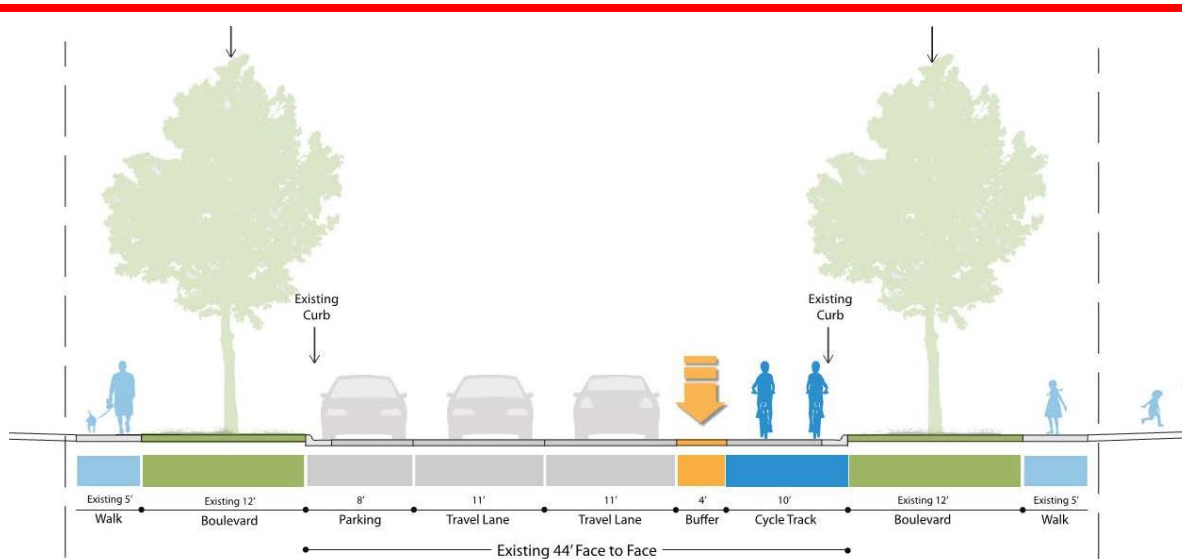 Existing
Curb
Existing
Curb
Existing 5'
Existing 12'
8'
11'
11'
4'
10'
Existing 12'
Existing 5'
Walk
Boulevard
Parking
Travel Lane
Travel Lane
Buffer
Cycle Track
Boulevard
Walk
Existing 44' Face to Face